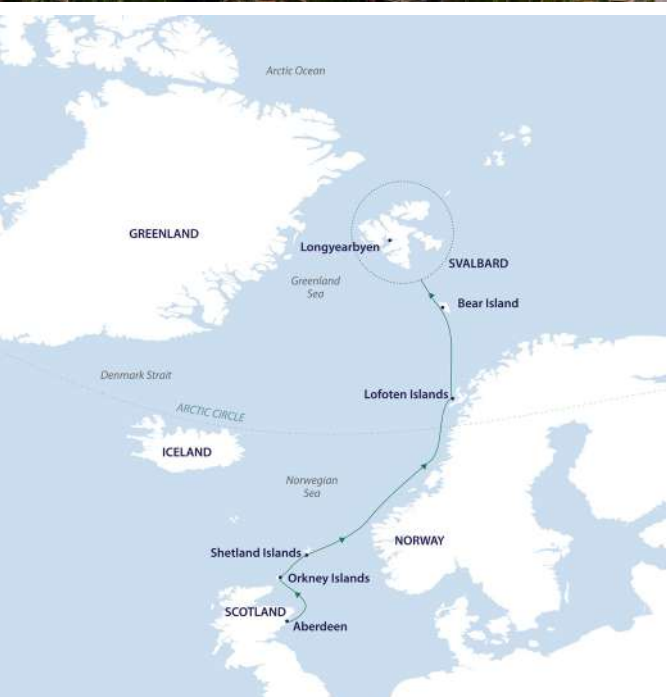 Arctic Ocean
GREENLAND
Longyearbyen
SVALBARD
Greenland
Sea
Bear Island
Denmark Strait
Lofoten Islands
ARCTIC CIRCLE
ICELAND
Norwegian
Sea
NORWAY
Shetland Islands
Orkney Islands
SCOTLAND
Aberdeen